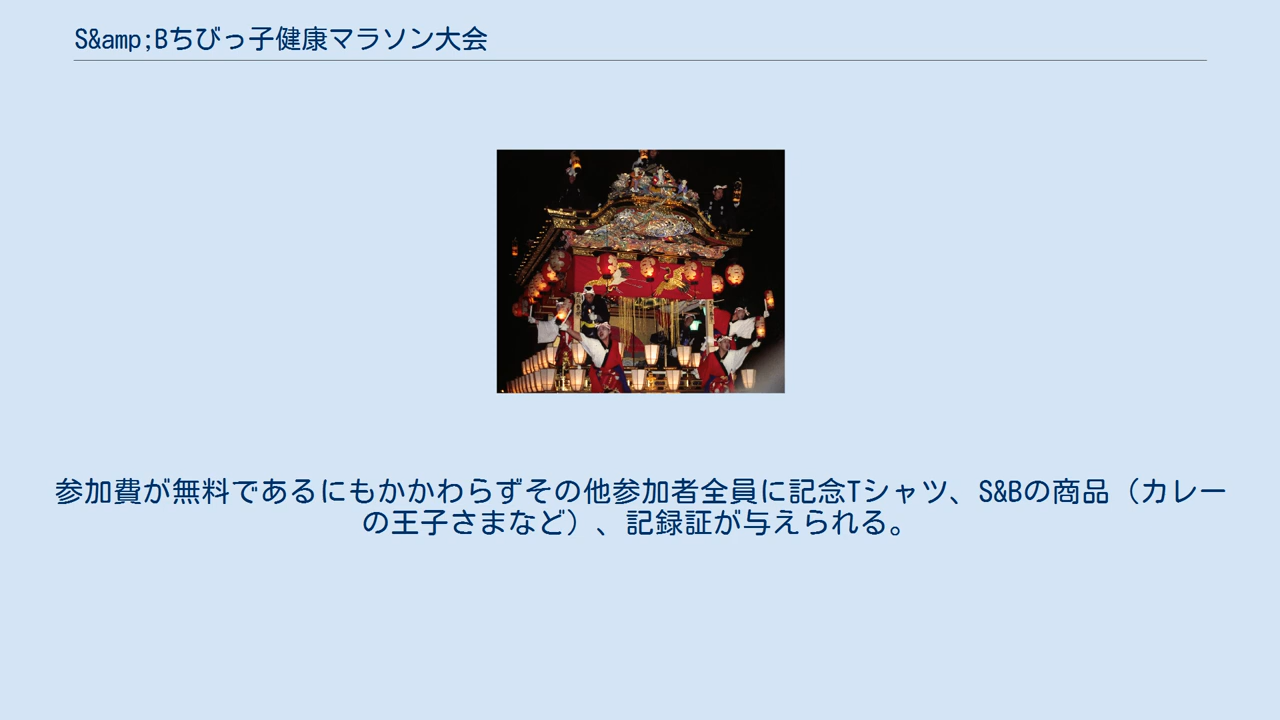 S&amp;Bちびっ子健康マラソン大会
参加費が無料であるにもかかわらずその他参加者全員に記念Tシャツ、S&Bの商品（カレー
の王子さまなど）、記録証が与えられる。